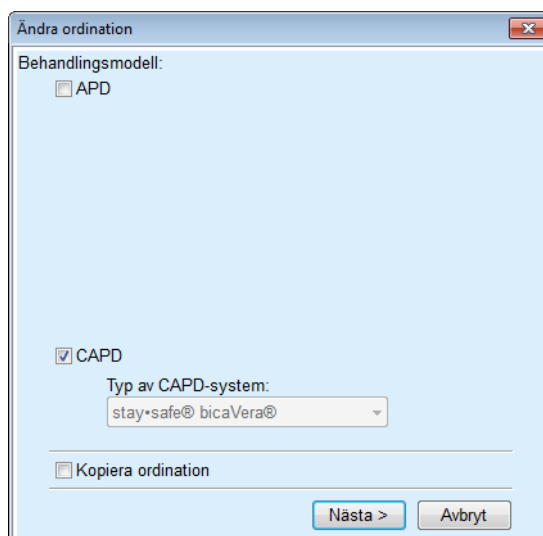 Ändra ordination
Behandlingsmodell:
APD
CAPD
Typ av CAPD-system:
stay•safe® bicaVera®
Kopiera ordination
Nästa >
Avbryt